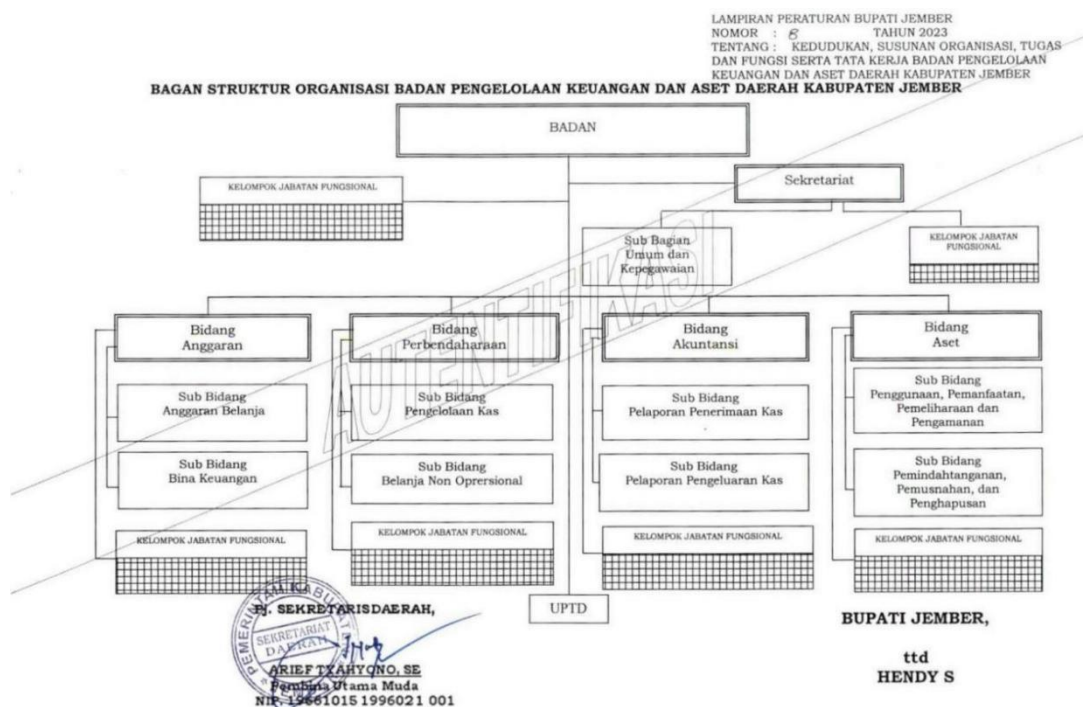 LAMPIRAN PERATURAN BUPATI JEMBER
NOMOR : 8 TAHUN 2023
TENTANG : KEDUDUKAN, SUSUNAN ORGANISASI, TUGAS
DAN FUNGSI SERTA TATA KERJA BADAN PENGELOLAAN
KEUANGAN DAN ASET DAERAH KABUPATEN JEMBER
BAGAN STRUKTUR ORGANISASI BADAN PENGELOLAAN KEUANGAN DAN ASET DAERAH KABUPATEN JEMBER
BADAN
KELOMPOK JABATAN FUNGSIONAL
Sekretariat
Sub Bagian
Umum dan
Kepegawaian
KELOMPOK JABATAN
FUNGSIONAL
AUTENTIFIKASI
Bidang
Anggaran
Bidang
Perbendaharaan
Bidang
Akuntansi
Bidang
Aset
Sub Bidang
Anggaran Belanja
Sub Bidang
Pengelolaan Kas
Sub Bidang
Pelaporan Penerimaan Kas
Sub Bidang
Penggunaan, Pemanfaatan,
Pemeliharaan dan
Pengamanan
Sub Bidang
Bina Keuangan
Sub Bidang
Belanja Non Oprersional
Sub Bidang
Pelaporan Pengeluaran Kas
Sub Bidang
Pemindahtanganan,
Pemusnahan, dan
Penghapusan
KELOMPOK JABATAN FUNGSIONAL
KELOMPOK JABATAN FUNGSIONAL
KELOMPOK JABATAN FUNGSIONAL
KELOMPOK JABATAN FUNGSIONAL
UPTD
Pj. SEKRETARIS DAERAH,
PEMERINTAH KABUPATEN
SEKRETARIAT
DAERAH
ARIEF TYAHYONO, SE
Pembina Utama Muda
NIP. 19661015 1996021 001
BUPATI JEMBER,
ttd
HENDY S